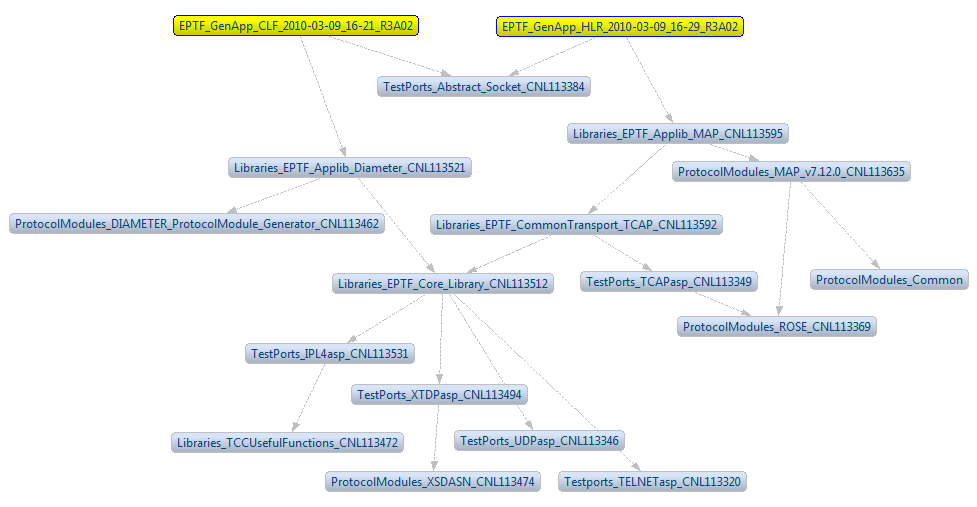 EPTF_GenApp_CLF_2010-03-09_16-21_R3A02
EPTF_GenApp_HLR_2010-03-09_16-29_R3A02
TestPorts_Abstract_Socket_CNL113384
Libraries_EPTF_Applib_MAP_CNL113595
Libraries_EPTF_Applib_Diameter_CNL113521
ProtocolModules_MAP_v7.12.0_CNL113635
ProtocolModules_DIAMETER_ProtocolModule_Generator_CNL113462
Libraries_EPTF_CommonTransport_TCAP_CNL113592
Libraries_EPTF_Core_Library_CNL113512
TestPorts_TCAPasp_CNL113349
ProtocolModules_Common
ProtocolModules_ROSE_CNL113369
TestPorts_IPL4asp_CNL113531
TestPorts_XTDPasp_CNL113494
Libraries_TCCUsefulFunctions_CNL113472
TestPorts_UDPasp_CNL113346
ProtocolModules_XSDASN_CNL113474
Testports_TELNETasp_CNL113320